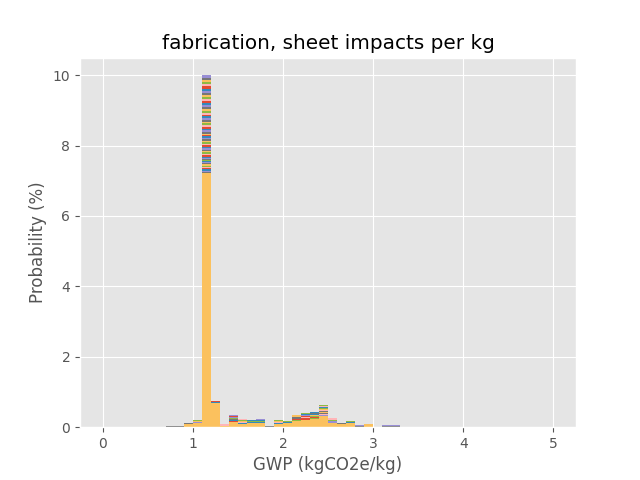 fabrication, sheet impacts per kg
Probability (%)
10
8
6
4
2
0
0 1 2 3 4 5
GWP (kgCO2e/kg)